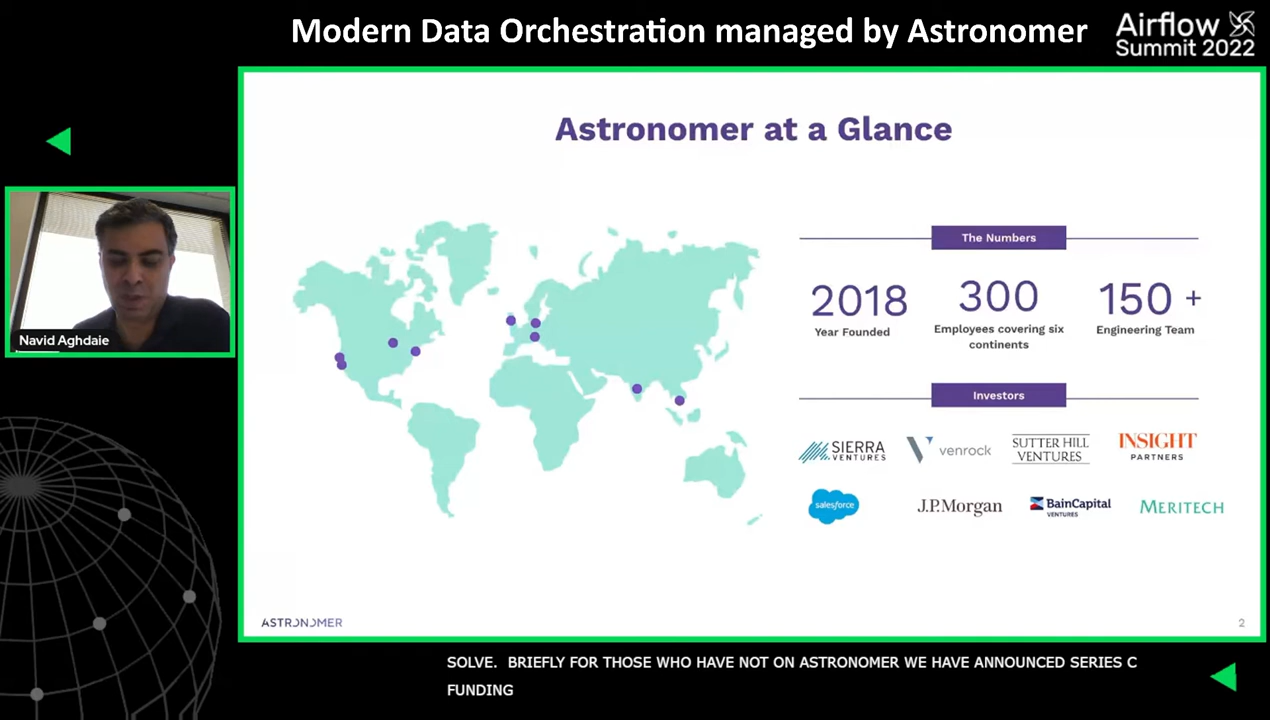 Modern Data Orchestration managed by Astronomer
Airflow
Summit 2022
Navid Aghdaie
Astronomer at a Glance
The Numbers
2018
Year Founded
300
Employees covering six
continents
150 +
Engineering Team
Investors
SIERRA
VENTURES
venrock
SUTTER HILL
VENTURES
INSIGHT
PARTNERS
salesforce
J.P.Morgan
BainCapital
VENTURES
MERITECH
ASTRONOMER
2
SOLVE. BRIEFLY FOR THOSE WHO HAVE NOT ON ASTRONOMER WE HAVE ANNOUNCED SERIES C
FUNDING